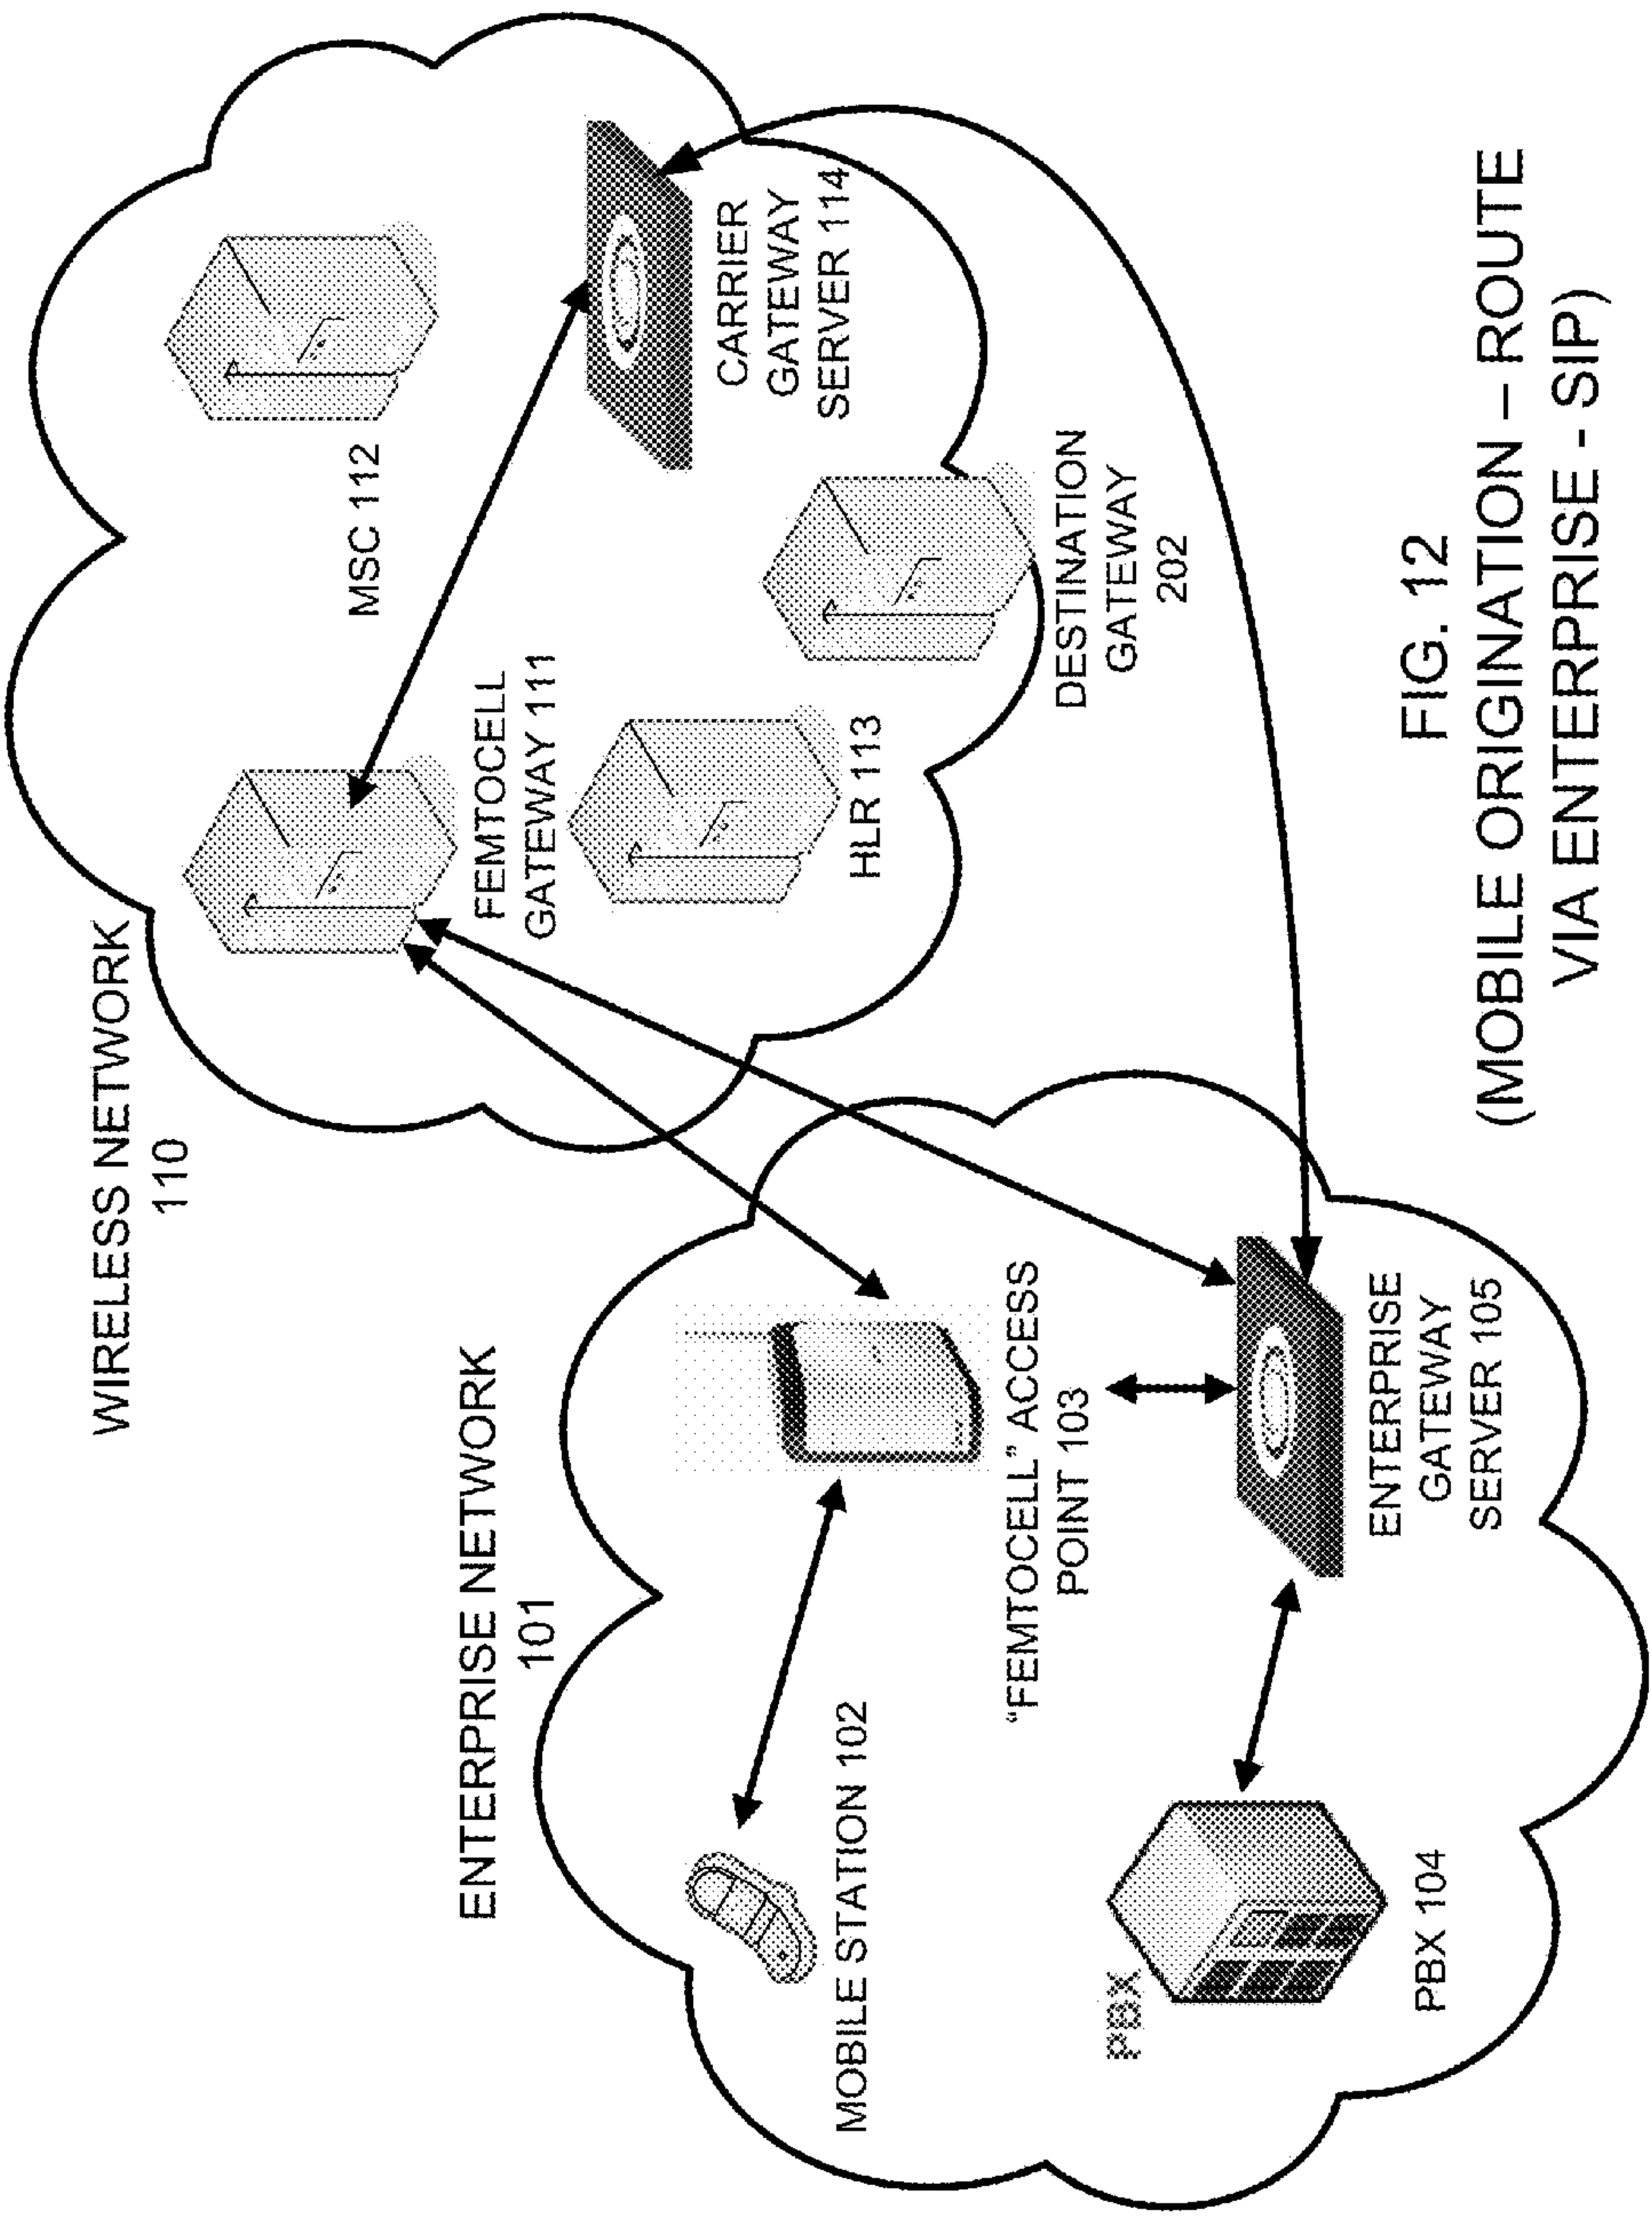 WIRELESS NETWORK
110
MSC 112
FEMTOCELL
GATEWAY 111
CARRIER
GATEWAY
SERVER 114
HLR 113
DESTINATION
GATEWAY
202
ENTERPRISE NETWORK
101
MOBILE STATION 102
“FEMTOCELL” ACCESS
POINT 103
PBX
PBX 104
ENTERPRISE
GATEWAY
SERVER 105
FIG. 12
(MOBILE ORIGINATION – ROUTE
VIA ENTERPRISE - SIP)